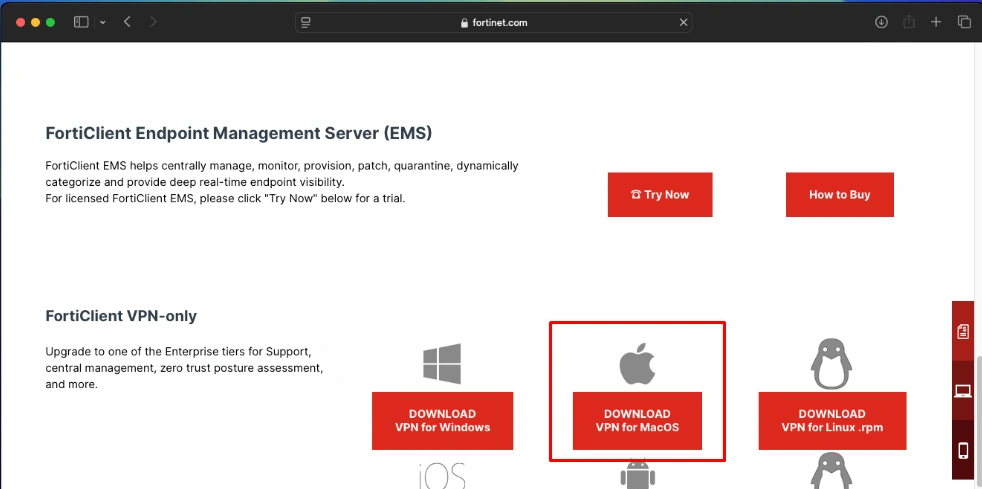 fortinet.com
FortiClient Endpoint Management Server (EMS)
FortiClient EMS helps centrally manage, monitor, provision, patch, quarantine, dynamically
categorize and provide deep real-time endpoint visibility.
For licensed FortiClient EMS, please click "Try Now" below for a trial.
Try Now
How to Buy
FortiClient VPN-only
Upgrade to one of the Enterprise tiers for Support,
central management, zero trust posture assessment,
and more.
DOWNLOAD
VPN for Windows
DOWNLOAD
VPN for MacOS
DOWNLOAD
VPN for Linux .rpm
iOS